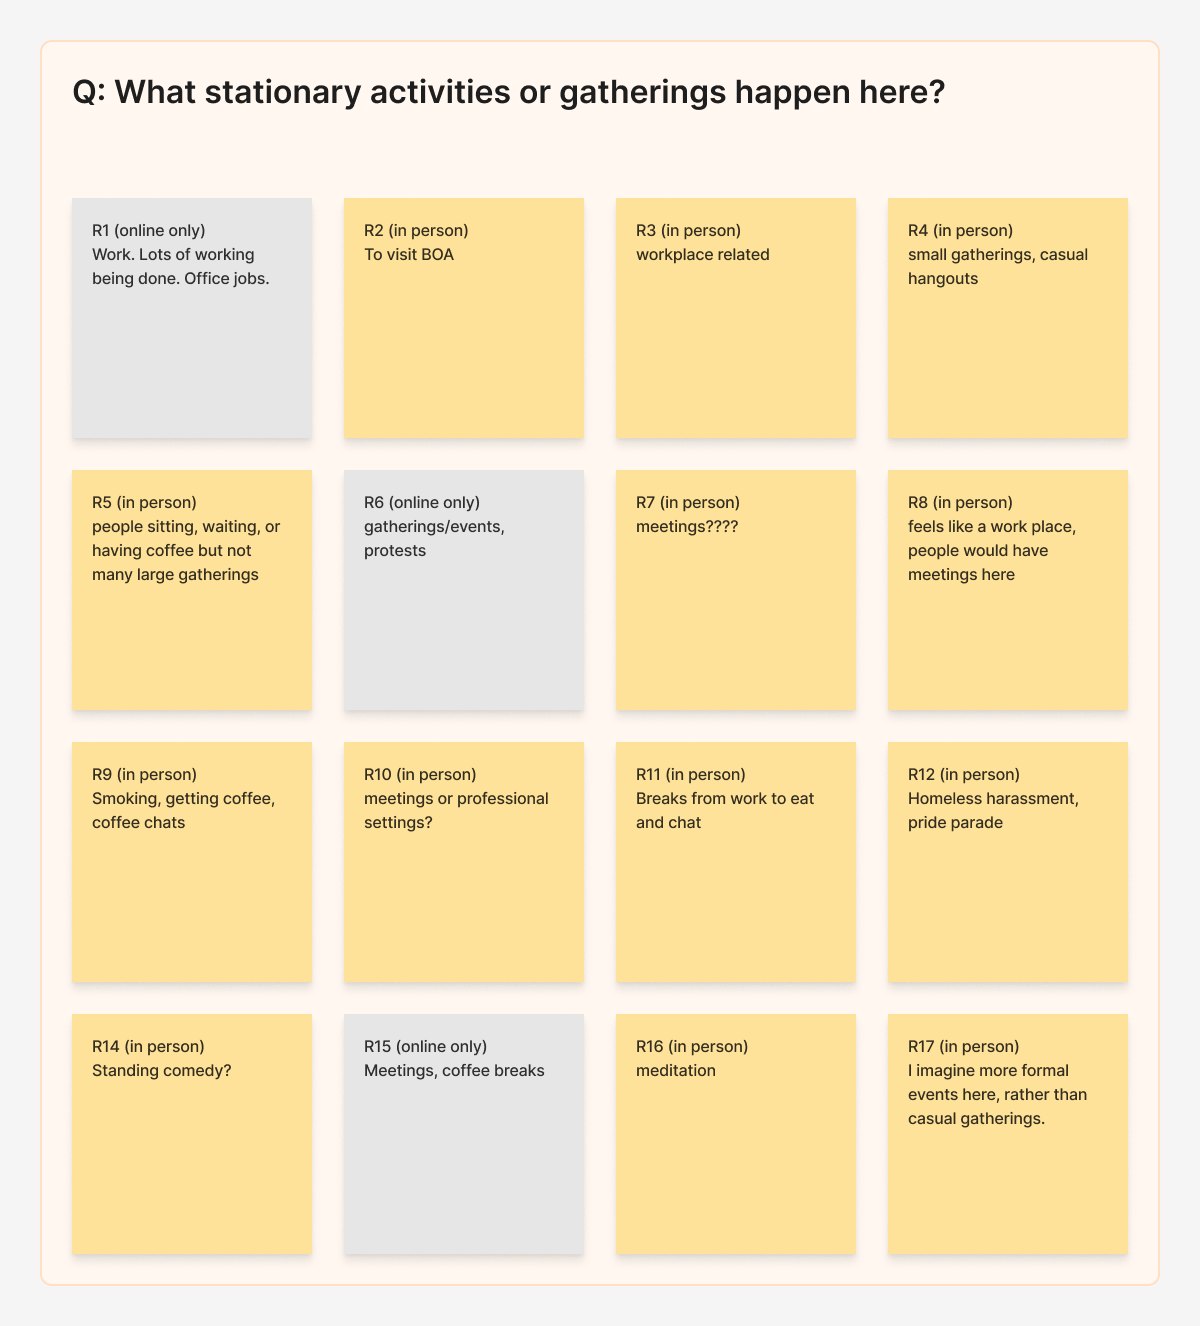 Q: What stationary activities or gatherings happen here?
R1 (online only)
Work. Lots of working
being done. Office jobs.
R2 (in person)
To visit BOA
R3 (in person)
workplace related
R4 (in person)
small gatherings, casual
hangouts
R5 (in person)
people sitting, waiting, or
having coffee but not
many large gatherings
R6 (online only)
gatherings/events,
protests
R7 (in person)
meetings????
R8 (in person)
feels like a work place,
people would have
meetings here
R9 (in person)
Smoking, getting coffee,
coffee chats
R10 (in person)
meetings or professional
settings?
R11 (in person)
Breaks from work to eat
and chat
R12 (in person)
Homeless harassment,
pride parade
R14 (in person)
Standing comedy?
R15 (online only)
Meetings, coffee breaks
R16 (in person)
meditation
R17 (in person)
I imagine more formal
events here, rather than
casual gatherings.